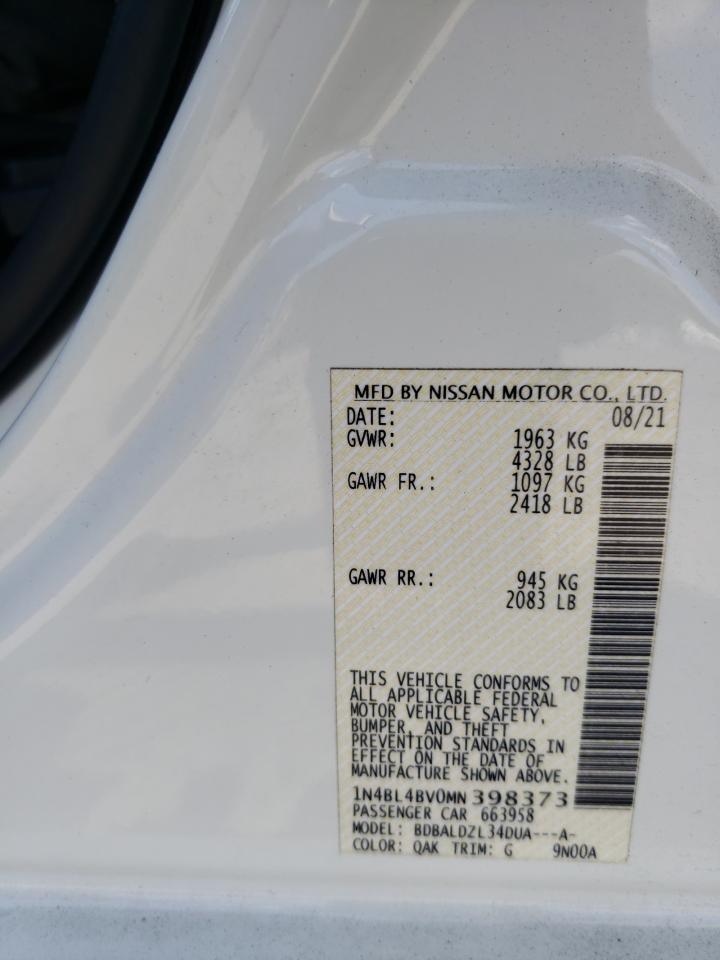 MFD BY NISSAN MOTOR CO., LTD.
DATE: 08/21
GVWR: 1963 KG
4328 LB
GAWR FR.: 1097 KG
2418 LB
GAWR RR.: 945 KG
2083 LB
THIS VEHICLE CONFORMS TO
ALL APPLICABLE FEDERAL
MOTOR VEHICLE SAFETY,
BUMPER, AND THEFT
PREVENTION STANDARDS IN
EFFECT ON THE DATE OF
MANUFACTURE SHOWN ABOVE.
1N4BL4BV0MN 398373
PASSENGER CAR 663958
MODEL: BDBALDZL34DUA---A-
COLOR: QAK TRIM: G 9N00A